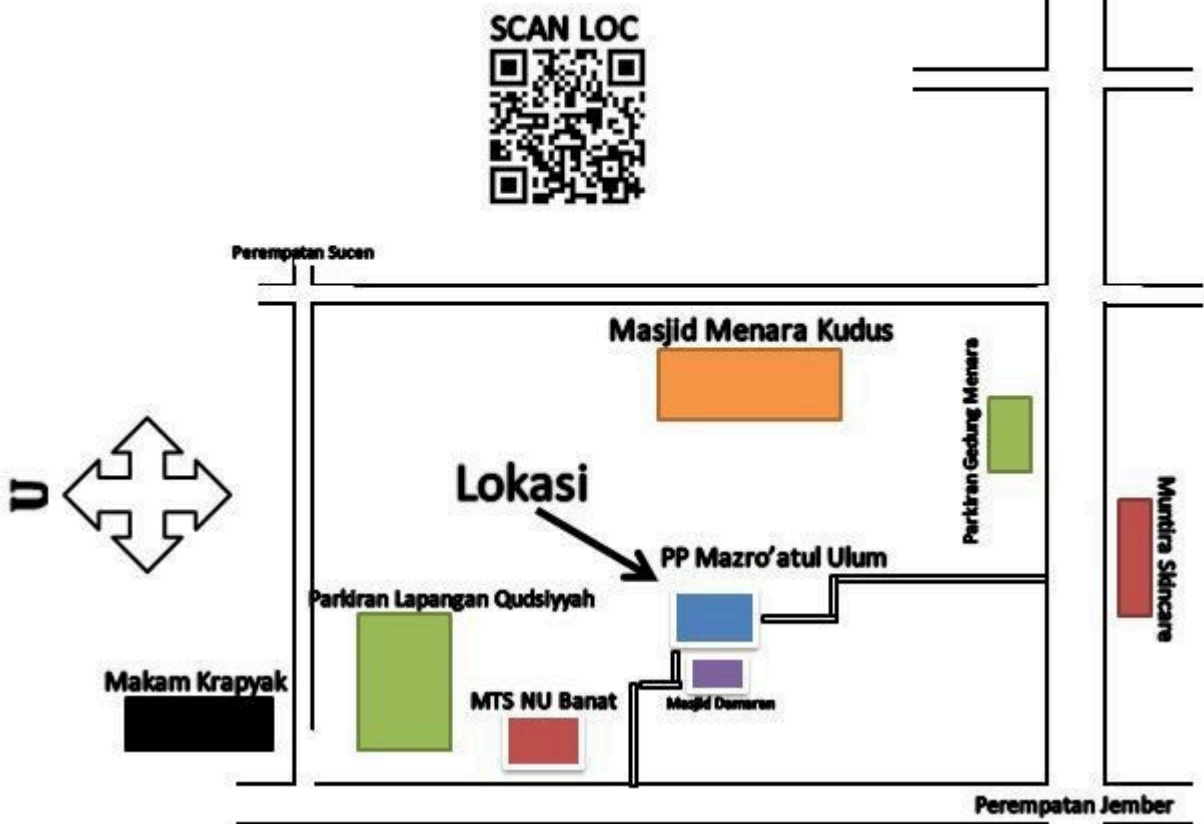 SCAN LOC
Perempatan Sucen
Masjid Menara Kudus
Parkiran Gedung Menara
U
Lokasi
Muntira Skincare
PP Mazro'atul Ulum
Parkiran Lapangan Qudsiyyah
Makam Krapyak
MTS NU Banat
Masjid Damaran
Perempatan Jember